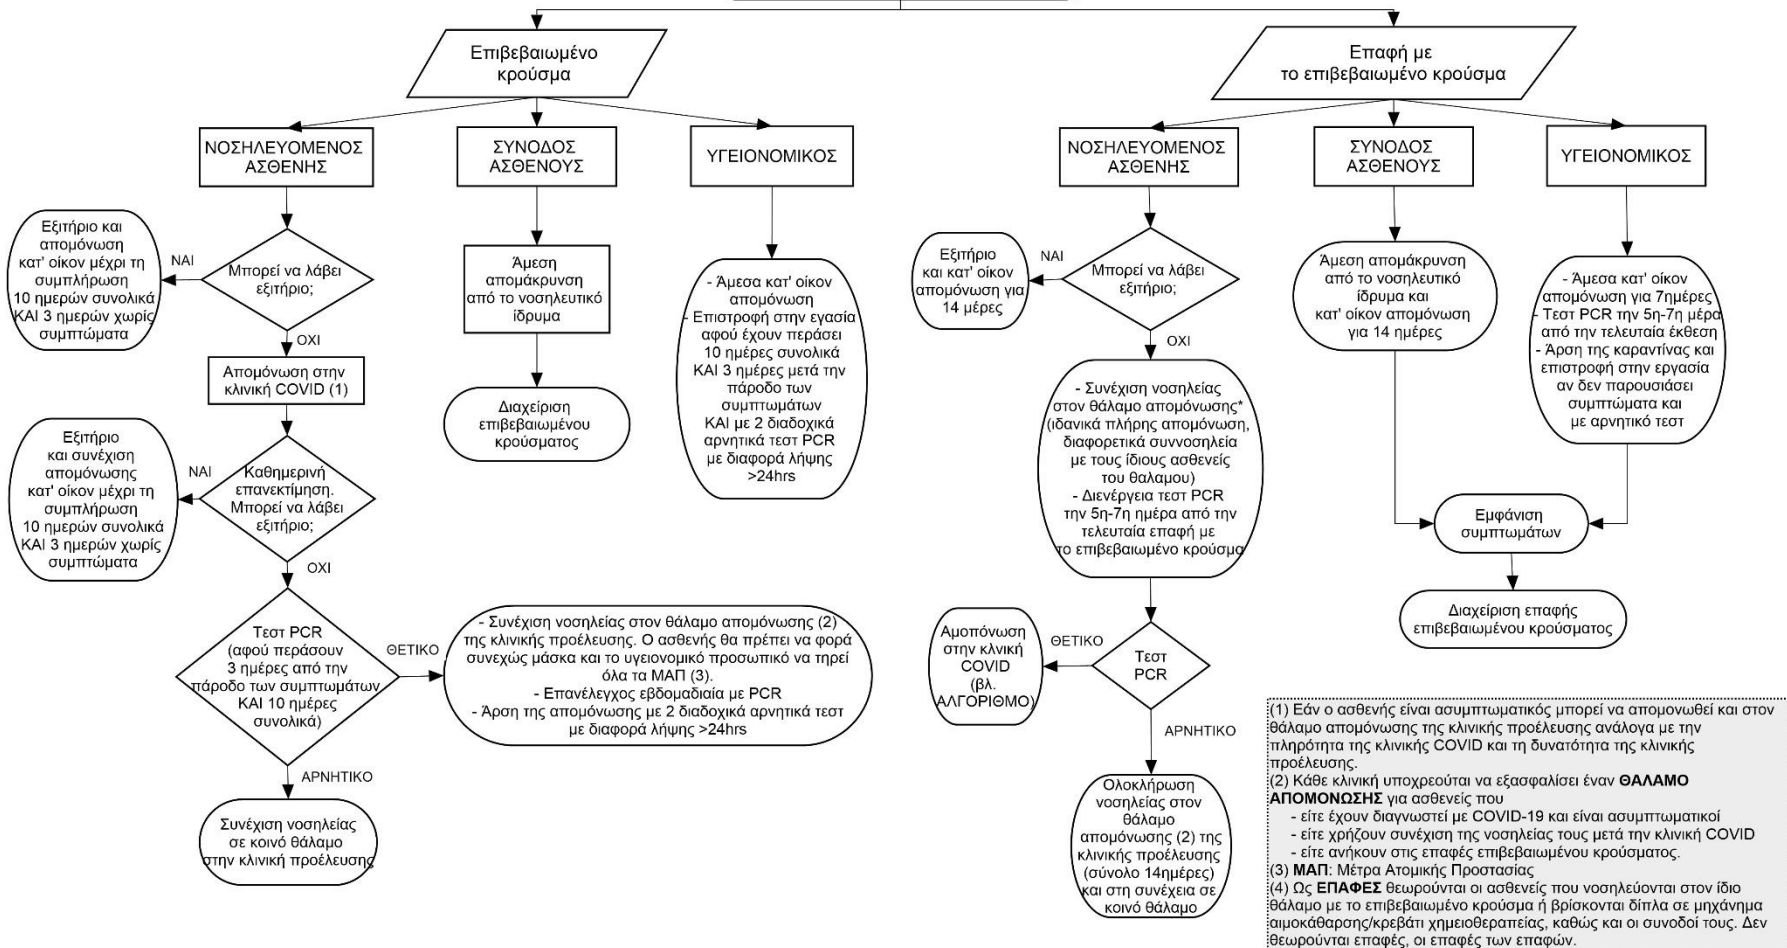 Επιβεβαιωμένο
κρούσμα
ΝΟΣΗΛΕΥΟΜΕΝΟΣ
ΑΣΘΕΝΗΣ
ΣΥΝΟΔΟΣ
ΑΣΘΕΝΟΥΣ
ΥΓΕΙΟΝΟΜΙΚΟΣ
Εξιτήριο και
απομόνωση
κατ' οίκον μέχρι τη
συμπλήρωση
10 ημερών συνολικά
ΚΑΙ 3 ημερών χωρίς
συμπτώματα
ΝΑΙ
Μπορεί να λάβει
εξιτήριο;
ΟΧΙ
Απομόνωση στην
κλινική COVID (1)
Εξιτήριο
και συνέχιση
απομόνωσης
κατ' οίκον μέχρι τη
συμπλήρωση
10 ημερών συνολικά
ΚΑΙ 3 ημερών χωρίς
συμπτώματα
ΝΑΙ
Καθημερινή
επανεκτίμηση.
Μπορεί να λάβει
εξιτήριο;
ΟΧΙ
Τεστ PCR
(αφού περάσουν
3 ημέρες από την
πάροδο των συμπτωμάτων
ΚΑΙ 10 ημέρες
συνολικά)
ΘΕΤΙΚΟ
- Συνέχιση νοσηλείας στον θάλαμο απομόνωσης (2)
της κλινικής προέλευσης. Ο ασθενής θα πρέπει να φορά
συνεχώς μάσκα και το υγειονομικό προσωπικό να τηρεί
όλα τα ΜΑΠ (3).
- Επανέλεγχος εβδομαδιαία με PCR
- Άρση της απομόνωσης με 2 διαδοχικά αρνητικά τεστ
με διαφορά λήψης >24hrs
ΑΡΝΗΤΙΚΟ
Συνέχιση νοσηλείας
σε κοινό θάλαμο
στην κλινική προέλευσης
Άμεση
απομάκρυνση
από το νοσηλευτικό
ίδρυμα
Διαχείριση
επιβεβαιωμένου
κρούσματος
- Άμεσα κατ' οίκον
απομόνωση
- Επιστροφή στην εγασία
αφού έχουν περάσει
10 ημέρες συνολικά
ΚΑΙ 3 ημέρες μετά την
πάροδο των
συμπτωμάτων
ΚΑΙ με 2 διαδοχικά
αρνητικά τεστ PCR
με διαφορά λήψης
>24hrs
Επαφή με
το επιβεβαιωμένο κρούσμα
ΝΟΣΗΛΕΥΟΜΕΝΟΣ
ΑΣΘΕΝΗΣ
ΣΥΝΟΔΟΣ
ΑΣΘΕΝΟΥΣ
ΥΓΕΙΟΝΟΜΙΚΟΣ
Εξιτήριο
και κατ' οίκον
απομόνωση για
14 μέρες
ΝΑΙ
Μπορεί να λάβει
εξιτήριο;
ΟΧΙ
- Συνέχιση νοσηλείας
στον θάλαμο απομόνωσης*
(ιδανικά πλήρης απομόνωση,
διαφορετικά συννοσηλεία
με τους ίδιους ασθενείς
του θαλαμου)
- Διενέργεια τεστ PCR
την 5η-7η ημέρα από την
τελευταία επαφή με
το επιβεβαιωμένο κρούσμα
Αμοπόνωση
στην κλνική
COVID
(βλ.
ΑΛΓΟΡΙΘΜΟ)
ΘΕΤΙΚΟ
Τεστ
PCR
ΑΡΝΗΤΙΚΟ
Ολοκλήρωση
νοσηλείας στον
θάλαμο
απομόνωσης (2) της
κλινικής προέλευσης
(σύνολο 14ημέρες)
και στη συνέχεια σε
κοινό θάλαμο
Άμεση απομάκρυνση
από το νοσηλευτικό
ίδρυμα και
κατ' οίκον απομόνωση
για 14 ημέρες
- Άμεσα κατ' οίκον
απομόνωση για 7ημέρες
- Τεστ PCR την 5η-7η μέρα
από την τελευταία έκθεση
- Άρση της καραντίνας και
επιστροφή στην εργασία
αν δεν παρουσιάσει
συμπτώματα και
με αρνητικό τεστ
Εμφάνιση
συμπτωμάτων
Διαχείριση επαφής
επιβεβαιωμένου κρούσματος
(1) Εάν ο ασθενής είναι ασυμπτωματικός μπορεί να απομονωθεί και στον
θάλαμο απομόνωσης της κλινικής προέλευσης ανάλογα με την
πληρότητα της κλινικής COVID και τη δυνατότητα της κλινικής
προέλευσης.
(2) Κάθε κλινική υποχρεούται να εξασφαλίσει έναν ΘΑΛΑΜΟ
ΑΠΟΜΟΝΩΣΗΣ για ασθενείς που
- είτε έχουν διαγνωστεί με COVID-19 και είναι ασυμπτωματικοί
- είτε χρήζουν συνέχιση της νοσηλείας τους μετά την κλινική COVID
- είτε ανήκουν στις επαφές επιβεβαιωμένου κρούσματος.
(3) ΜΑΠ: Μέτρα Ατομικής Προστασίας
(4) Ως ΕΠΑΦΕΣ θεωρούνται οι ασθενείς που νοσηλεύονται στον ίδιο
θάλαμο με το επιβεβαιωμένο κρούσμα ή βρίσκονται δίπλα σε μηχάνημα
αιμοκάθαρσης/κρεβάτι χημειοθεραπείας, καθώς και οι συνοδοί τους. Δεν
θεωρούνται επαφές, οι επαφές των επαφών.